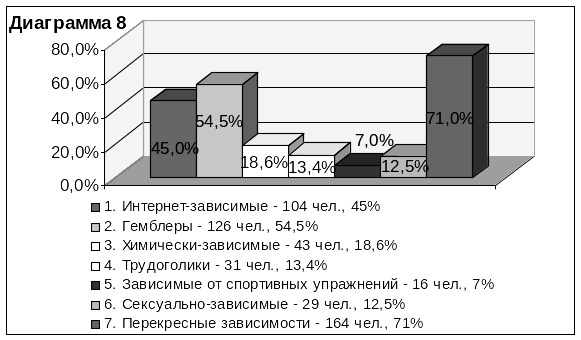 Диаграмма 8
80,0%
60,0%
40,0%
20,0%
0,0%
45,0%
54,5%
18,6%
13,4%
7,0%
12,5%
71,0%
1. Интернет-зависимые - 104 чел., 45%
2. Гемблеры - 126 чел., 54,5%
3. Химически-зависимые - 43 чел., 18,6%
4. Трудоголики - 31 чел., 13,4%
5. Зависимые от спортивных упражнений - 16 чел., 7%
6. Сексуально-зависимые - 29 чел., 12,5%
7. Перекресные зависимости - 164 чел., 71%